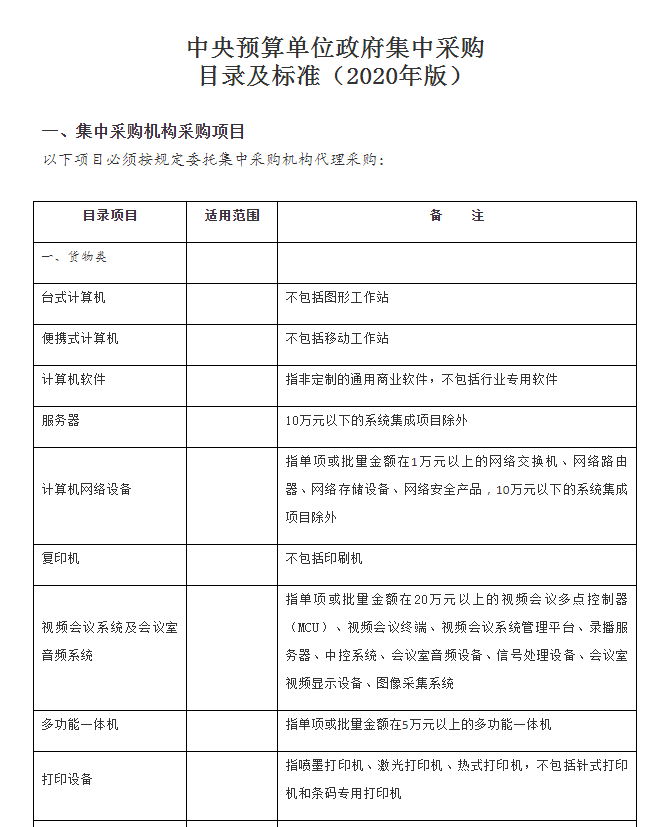 中央预算单位政府集中采购
目录及标准（2020年版）
一、集中采购机构采购项目
以下项目必须按规定委托集中采购机构代理采购：
目录项目 适用范围 备 注
一、货物类
台式计算机 不包括图形工作站
便携式计算机 不包括移动工作站
计算机软件 指非定制的通用商业软件，不包括行业专用软件
服务器 10万元以下的系统集成项目除外
计算机网络设备
指单项或批量金额在1万元以上的网络交换机、网络路由
器、网络存储设备、网络安全产品，10万元以下的系统集成
项目除外
复印机 不包括印刷机
视频会议系统及会议室
音频系统
指单项或批量金额在20万元以上的视频会议多点控制器
（MCU）、视频会议终端、视频会议系统管理平台、录播服
务器、中控系统、会议室音频设备、信号处理设备、会议室
视频显示设备、图像采集系统
多功能一体机 指单项或批量金额在5万元以上的多功能一体机
打印设备
指喷墨打印机、激光打印机、热式打印机，不包括针式打印
机和条码专用打印机